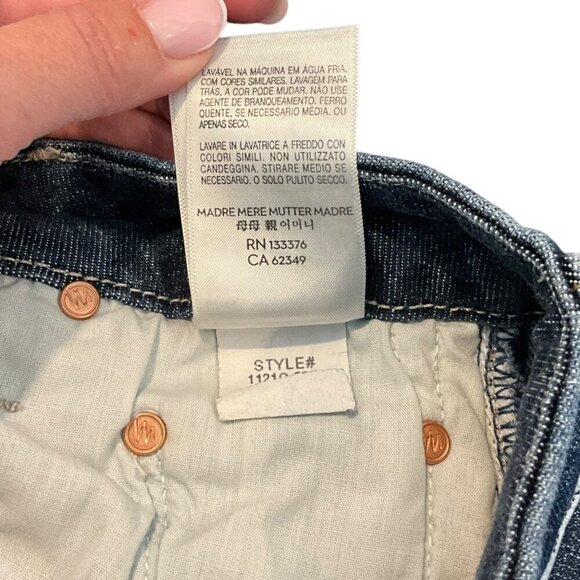 LAVÁVEL NA MÁQUINA EM ÁGUA FRIA,
COM CORES SIMILARES. LAVAGEM PARA
TRÁS, A COR PODE MUDAR. NÃO USE
AGENTE DE BRANQUEAMENTO. FERRO
QUENTE, SE NECESSARIO MÉDIA. OU
APENAS SECO.
LAVARE IN LAVATRICE A FREDDO CON
COLORI SIMILI. NON UTILIZZATO
CANDEGGINA. STIRARE MEDIO SE
NECESSARIO. O SOLO PULITO SECCO.
MADRE MERE MUTTER MADRE
母母 親 어머니
RN 133376
CA 62349
STYLE#